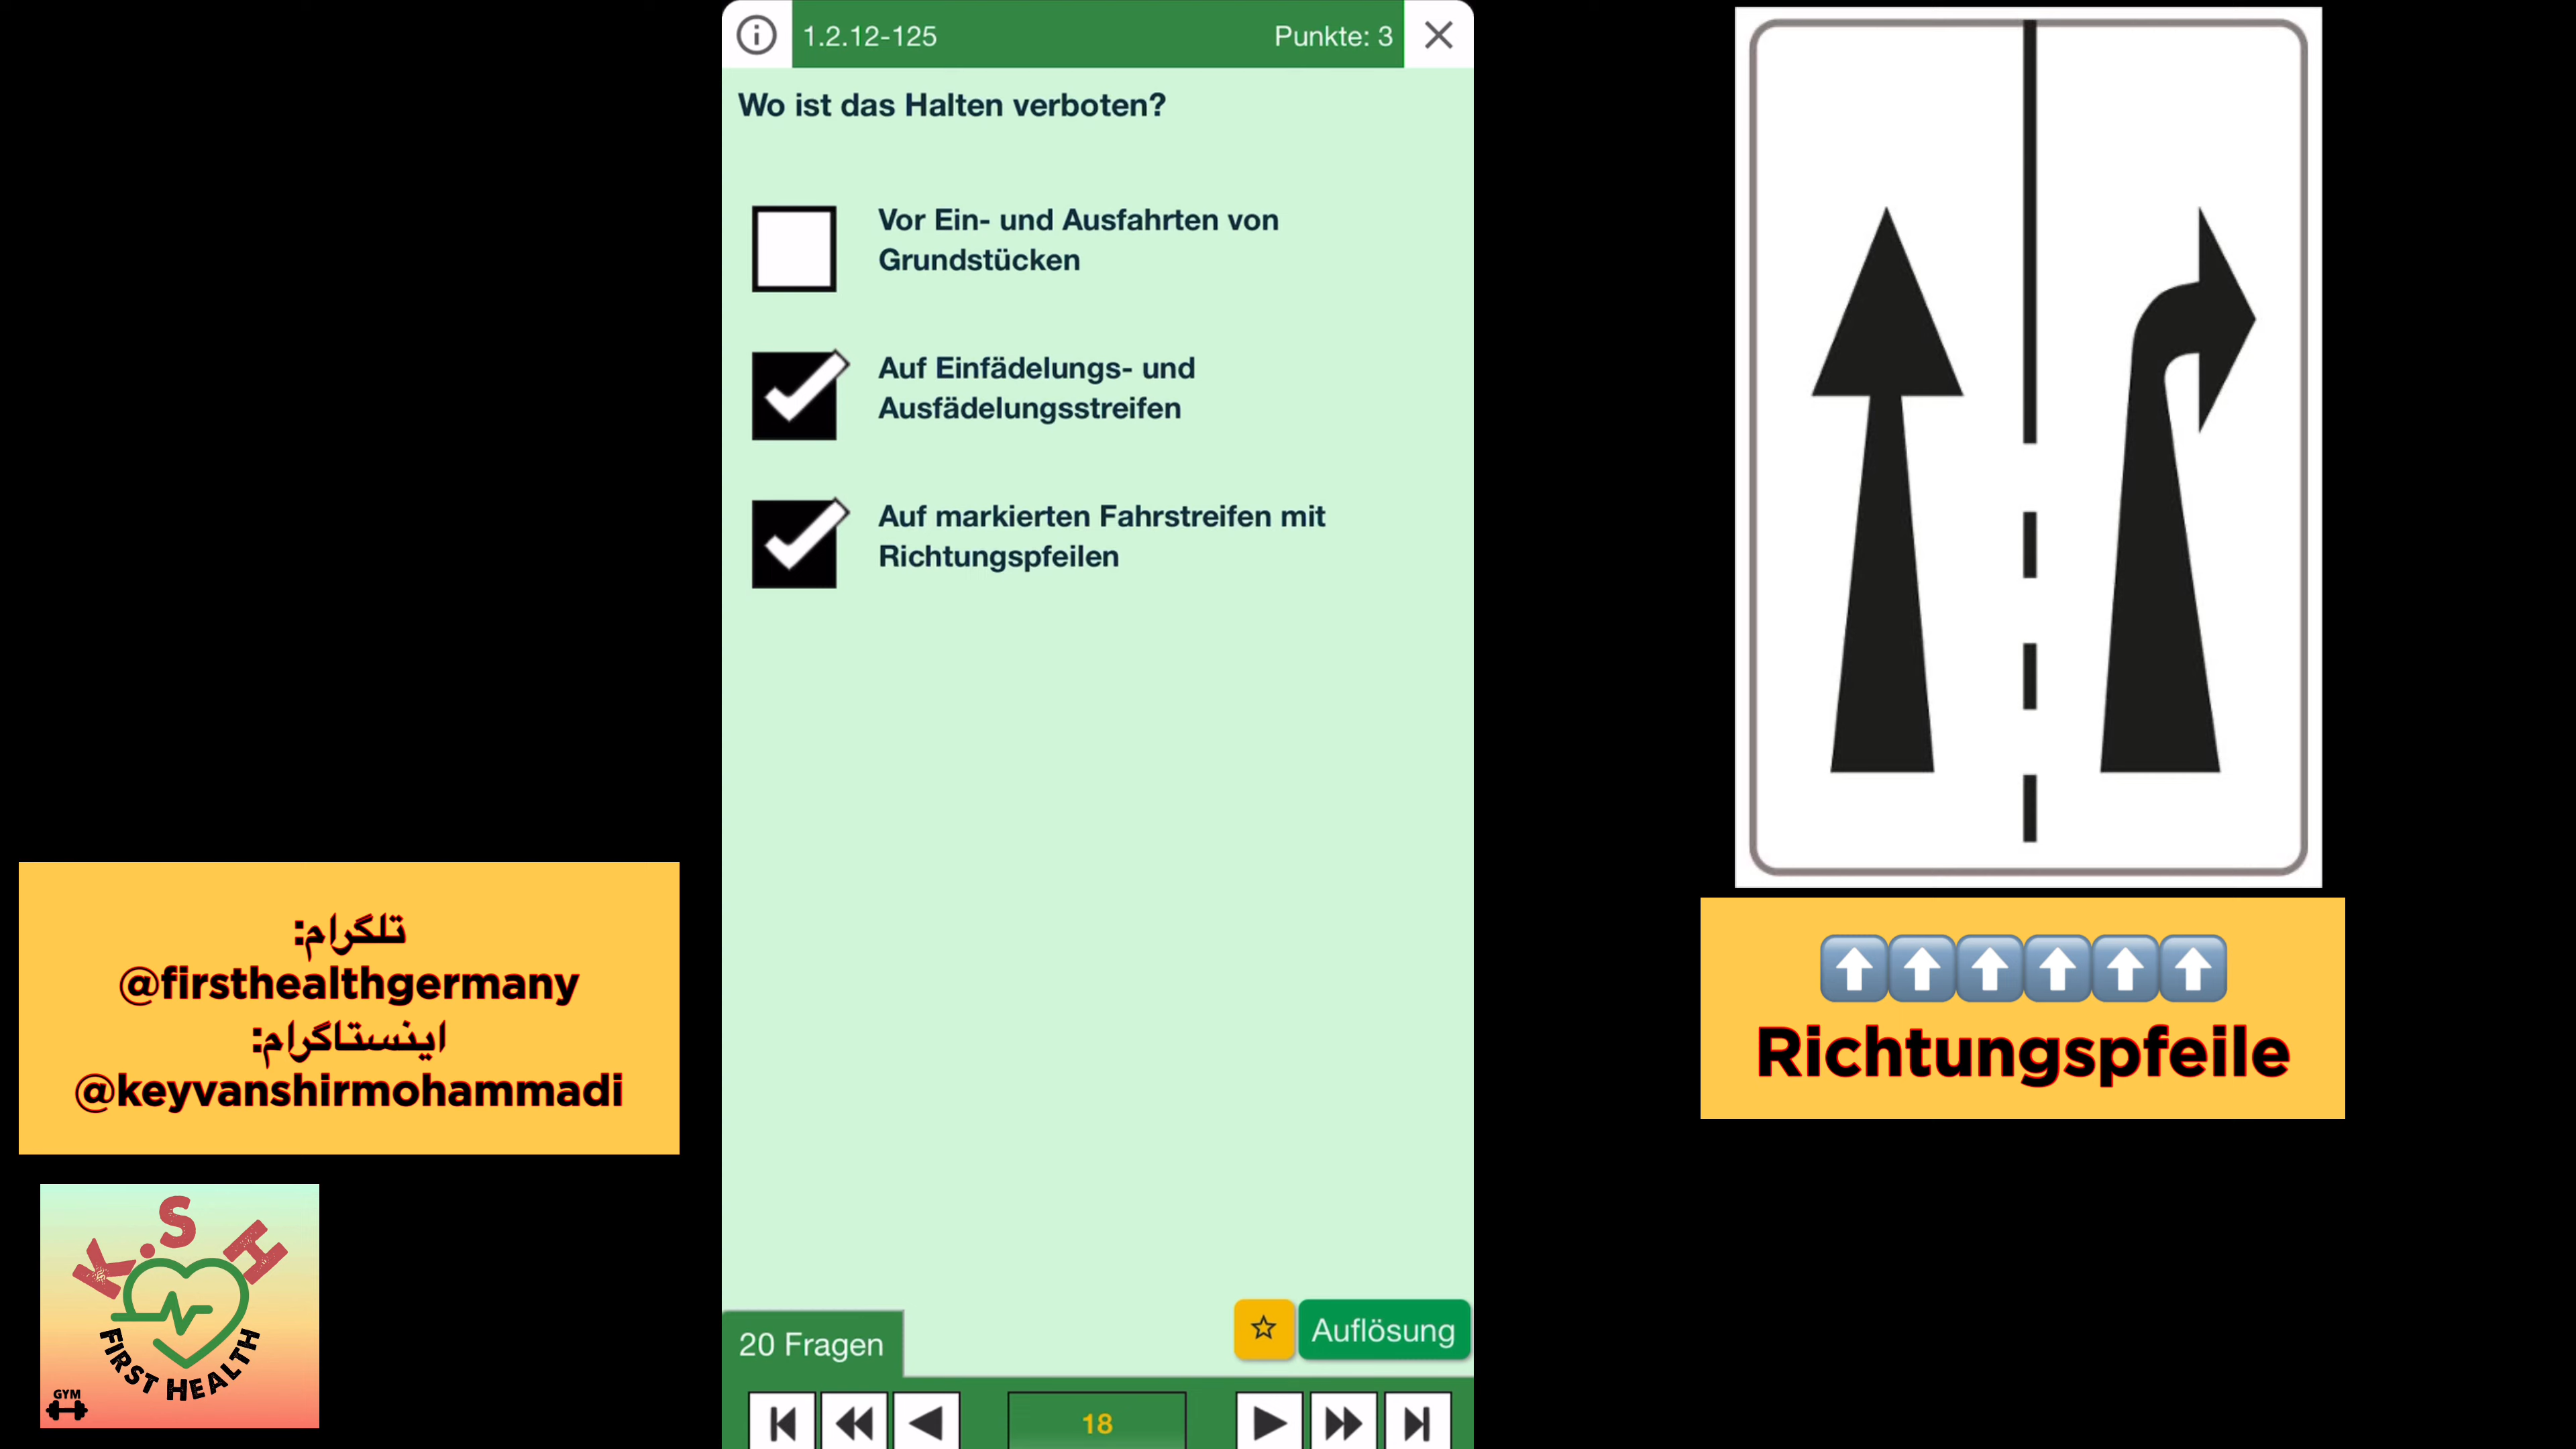 1.2.12-125
Punkte: 3
Wo ist das Halten verboten?
Vor Ein- und Ausfahrten von
Grundstücken
Auf Einfädelungs- und
Ausfädelungsstreifen
Auf markierten Fahrstreifen mit
Richtungspfeilen
20 Fragen
Auflösung
18
تلگرام:
@firsthealthgermany
اینستاگرام:
@keyvanshirmohammadi
K.SH
FIRST HEALTH
GYM
Richtungspfeile